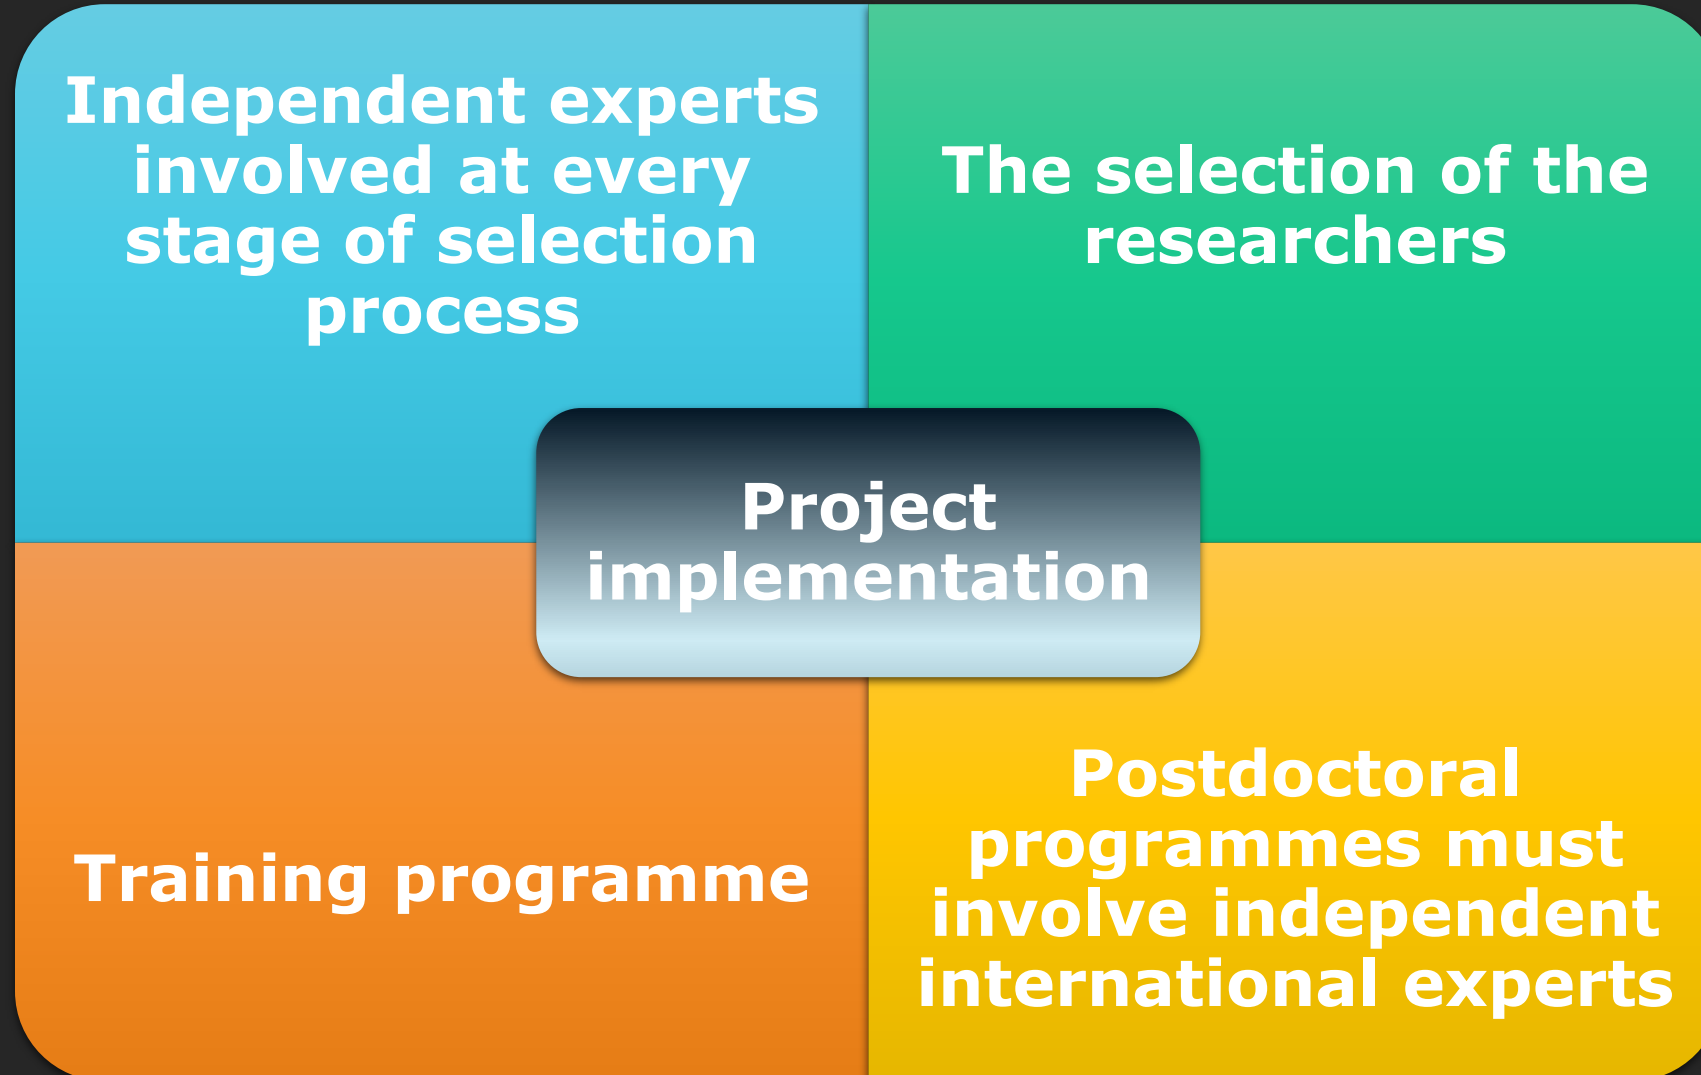 Independent experts
involved at every
stage of selection
process
The selection of the
researchers
Project
implementation
Training programme
Postdoctoral
programmes must
involve independent
international experts